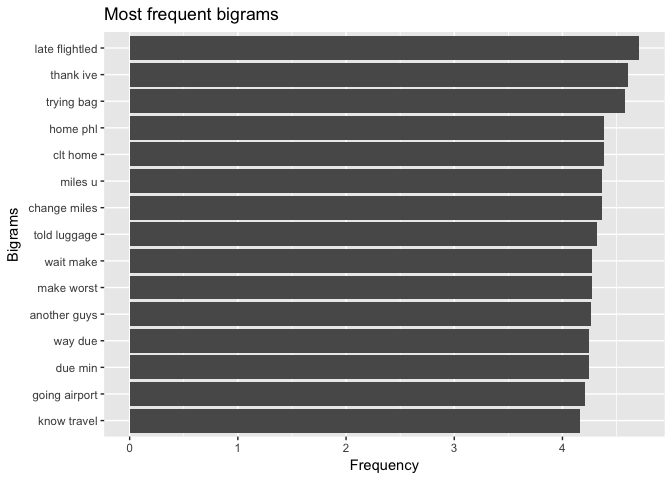 Most frequent bigrams
Bigrams
late flightled
thank ive
trying bag
home phl
clt home
miles u
change miles
told luggage
wait make
make worst
another guys
way due
due min
going airport
know travel
0 1 2 3 4
Frequency